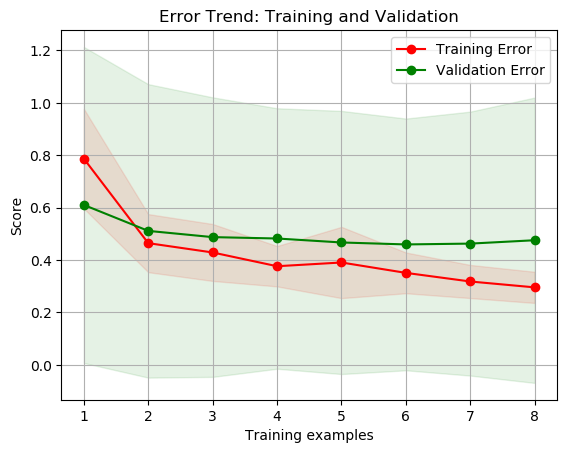 Error Trend: Training and Validation
Training Error
Validation Error
Score
1.2
1.0
0.8
0.6
0.4
0.2
0.0
1 2 3 4 5 6 7 8
Training examples